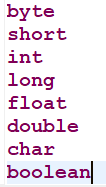 byte
short
int
long
float
double
char
boolean